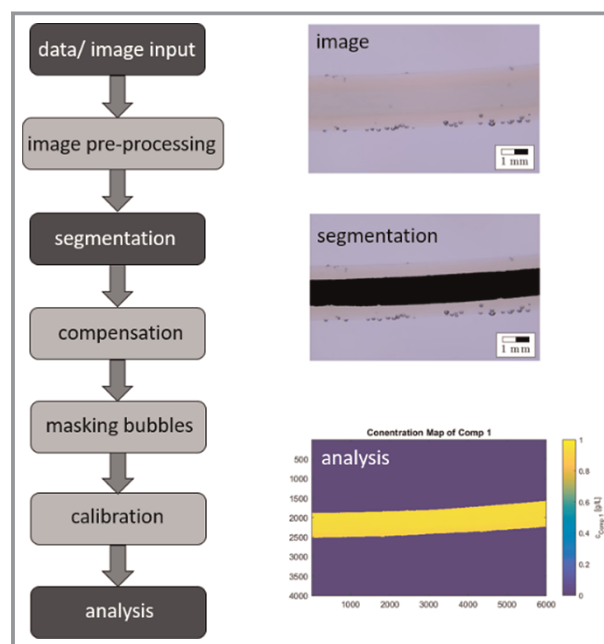 data/ image input
image pre-processing
segmentation
compensation
masking bubbles
calibration
analysis
image
1 mm
segmentation
1 mm
Conentration Map of Comp 1
analysis
500
1000
1500
2000
2500
3000
3500
4000
1000
2000
3000
4000
5000
6000
1
0.8
0.6
0.4
0.2
0
c Comp 1 [g/L]